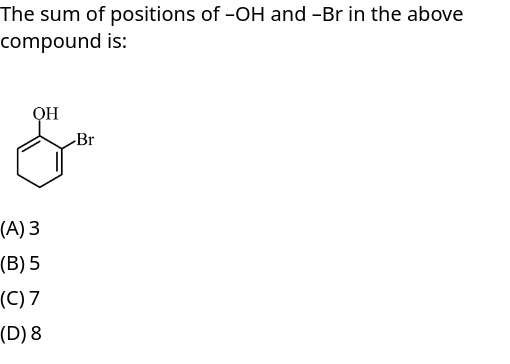 The sum of positions of –OH and –Br in the above
compound is:
OH
Br
(A) 3
(B) 5
(C) 7
(D) 8